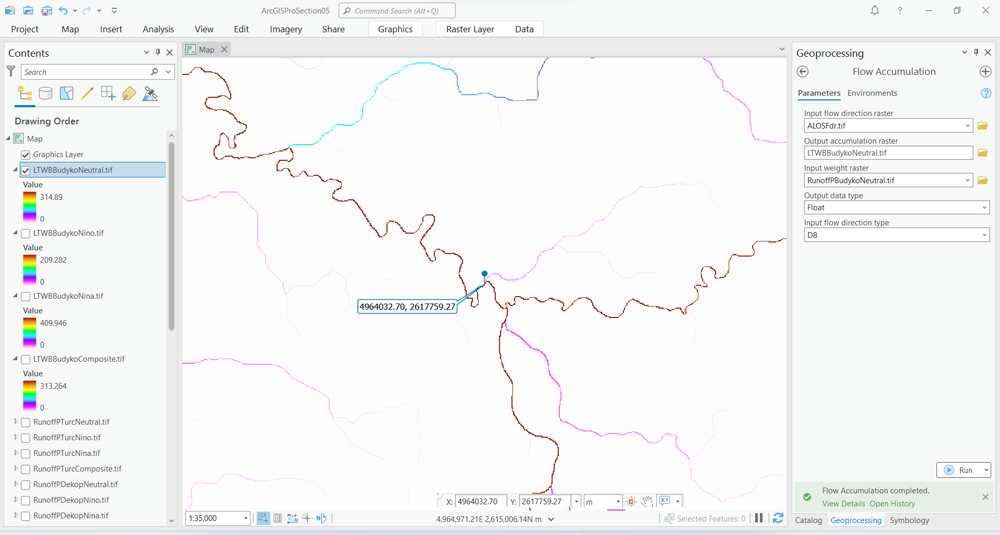 ArcGISProSection05
Command Search (Alt+Q)
?
Project
Map
Insert
Analysis
View
Edit
Imagery
Share
Graphics
Raster Layer
Data
Contents
Search
Drawing Order
Map
Graphics Layer
LTWBBudykoNeutral.tif
Value
314.89
0
LTWBBudykoNino.tif
Value
209.282
0
LTWBBudykoNina.tif
Value
409.946
0
LTWBBudykoComposite.tif
Value
313.264
0
RunoffPTurcNeutral.tif
RunoffPTurcNino.tif
RunoffPTurcNina.tif
RunoffPTurcComposite.tif
RunoffPDekopNeutral.tif
RunoffPDekopNino.tif
RunoffPDekopNina.tif
Map
4964032.70, 2617759.27
X: 4964032.70 Y: 2617759.27 m XY
1:35,000
N
4,964,971.21E 2,615,006.14N m
Selected Features: 0
Geoprocessing
Flow Accumulation
Parameters Environments
?
Input flow direction raster
ALOSFdr.tif
Output accumulation raster
LTWBBudykoNeutral.tif
Input weight raster
RunoffPBudykoNeutral.tif
Output data type
Float
Input flow direction type
D8
Run
Flow Accumulation completed.
View Details Open History
Catalog Geoprocessing Symbology